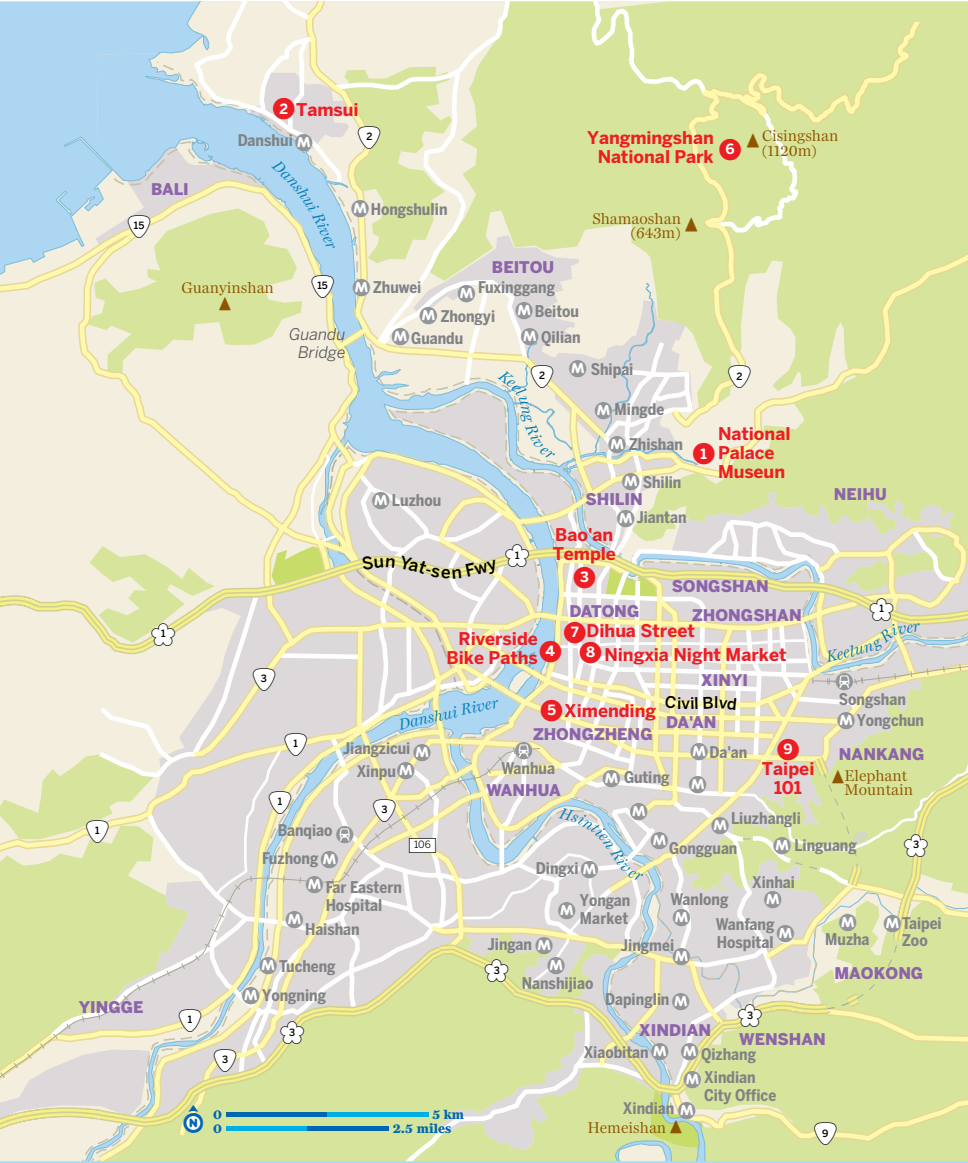 2 Tamsui
Danshui M
2
Yangmingshan
National Park
6
Cisingshan
(1120m)
BALI
Danshui River
M Hongshulin
15
Shamaoshan
(643m)
BEITOU
Guanyinshan
15
M Zhuwei
M Fuxinggang
M Zhongyi
M Beitou
Guandu
Bridge
M Guandu
M Qilian
M Shipai
2
2
Keelung River
M Mingde
M Zhishan
1
National
Palace
Museun
M Shilin
SHILIN
NEIHU
M Luzhou
M Jiantan
Bao'an
Temple
3
Sun Yat-sen Fwy
1
SONGSHAN
DATONG
ZHONGSHAN
1
1
7 Dihua Street
Riverside
Bike Paths
4
8 Ningxia Night Market
Keelung River
3
XINYI
Songshan
Civil Blvd
5 Ximending
DA'AN
M Yongchun
Danshui River
ZHONGZHENG
1
Jiangzicui M
Xinpu M
Wanhua
M Da'an
9
Taipei
101
NANKANG
Elephant
Mountain
WANHUA
M Guting
M
1
3
M
Hsintien River
M Liuzhangli
1
Banqiao
106
M
Gongguan
M Linguang
3
Fuzhong M
Dingxi M
M Far Eastern
Hospital
Xinhai
M
Yongan
Market
M
Wanlong
M
M Haishan
Wanfang
Hospital
M
M
Muzha
M Taipei
Zoo
Jingan M
Jingmei
M
M Tucheng
3
M
Nanshijiao
MAOKONG
M Yongning
Dapinglin M
YINGGE
1
3
3
XINDIAN
WENSHAN
3
Xiaobitan M
M Qizhang
M Xindian
City Office
N
0 5 km
0 2.5 miles
Xindian M
Hemeishan
9